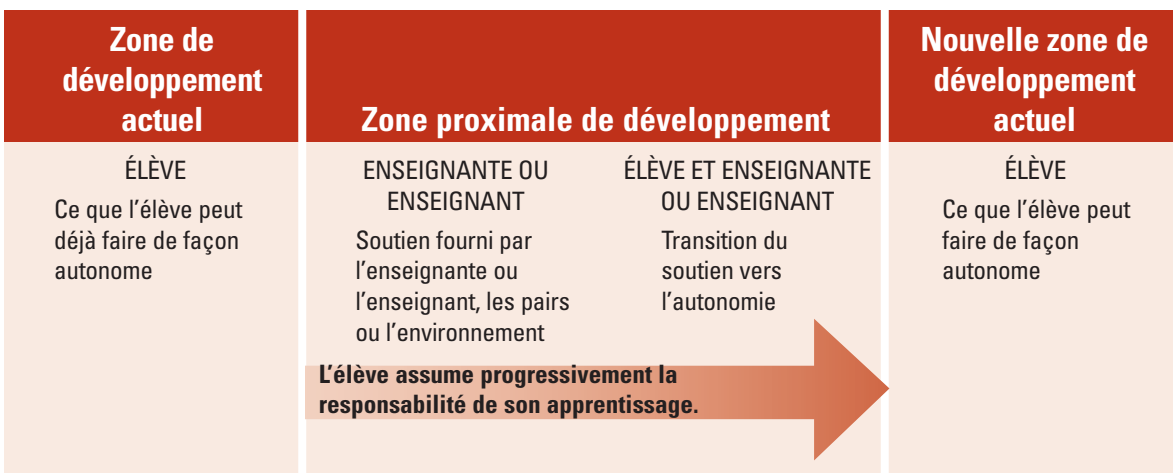 Zone de
développement
actuel
ÉLÈVE
Ce que l’élève peut
déjà faire de façon
autonome
Zone proximale de développement
ENSEIGNANTE OU
ENSEIGNANT
Soutien fourni par
l’enseignante ou
l’enseignant, les pairs
ou l’environnement
ÉLÈVE ET ENSEIGNANTE
OU ENSEIGNANT
Transition du
soutien vers
l’autonomie
L’élève assume progressivement la
responsabilité de son apprentissage.
Nouvelle zone de
développement
actuel
ÉLÈVE
Ce que l’élève peut
faire de façon
autonome